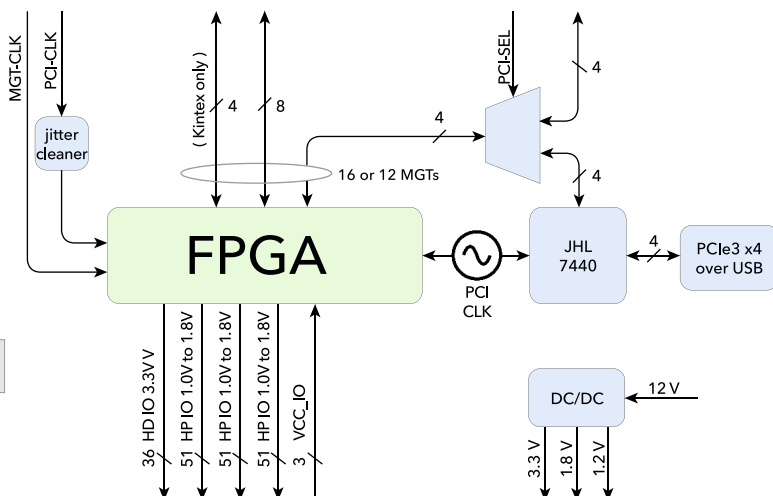 MGT-CLK
PCI-CLK
( Kintex only )
4
8
PCI-SEL
4
4
jitter
cleaner
16 or 12 MGTs
4
FPGA
PCI
CLK
JHL
7440
4
PCIe3 x4
over USB
36 HD IO 3.3V V
51 HP IO 1.0V to 1.8V
51 HP IO 1.0V to 1.8V
51 HP IO 1.0V to 1.8V
3 VCC_IO
DC/DC
12 V
3.3 V
1.8 V
1.2 V